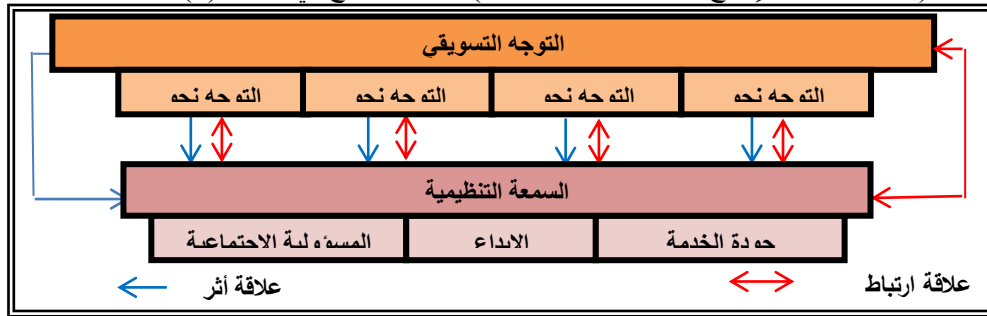 التوجه التسويقي
التوجه نحو التوجه نحو التوجه نحو التوجه نحو
السمعة التنظيمية
جودة الخدمة الابداع المسؤولية الاجتماعية
علاقة ارتباط علاقة أثر